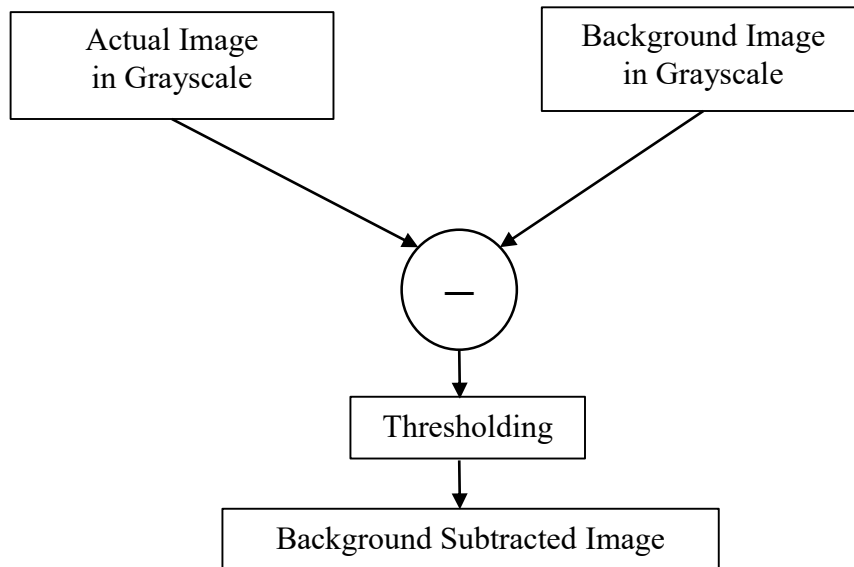 Actual Image
in Grayscale
Background Image
in Grayscale
–
Thresholding
Background Subtracted Image